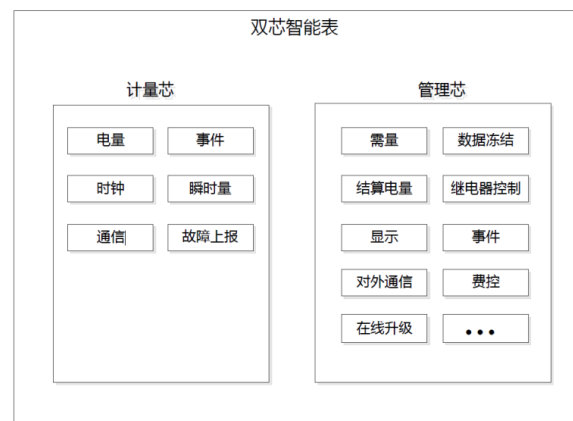 双芯智能表
计量芯
管理芯
电量
事件
时钟
瞬时量
通信
故障上报
需量
数据冻结
结算电量
继电器控制
显示
事件
对外通信
费控
在线升级
•••